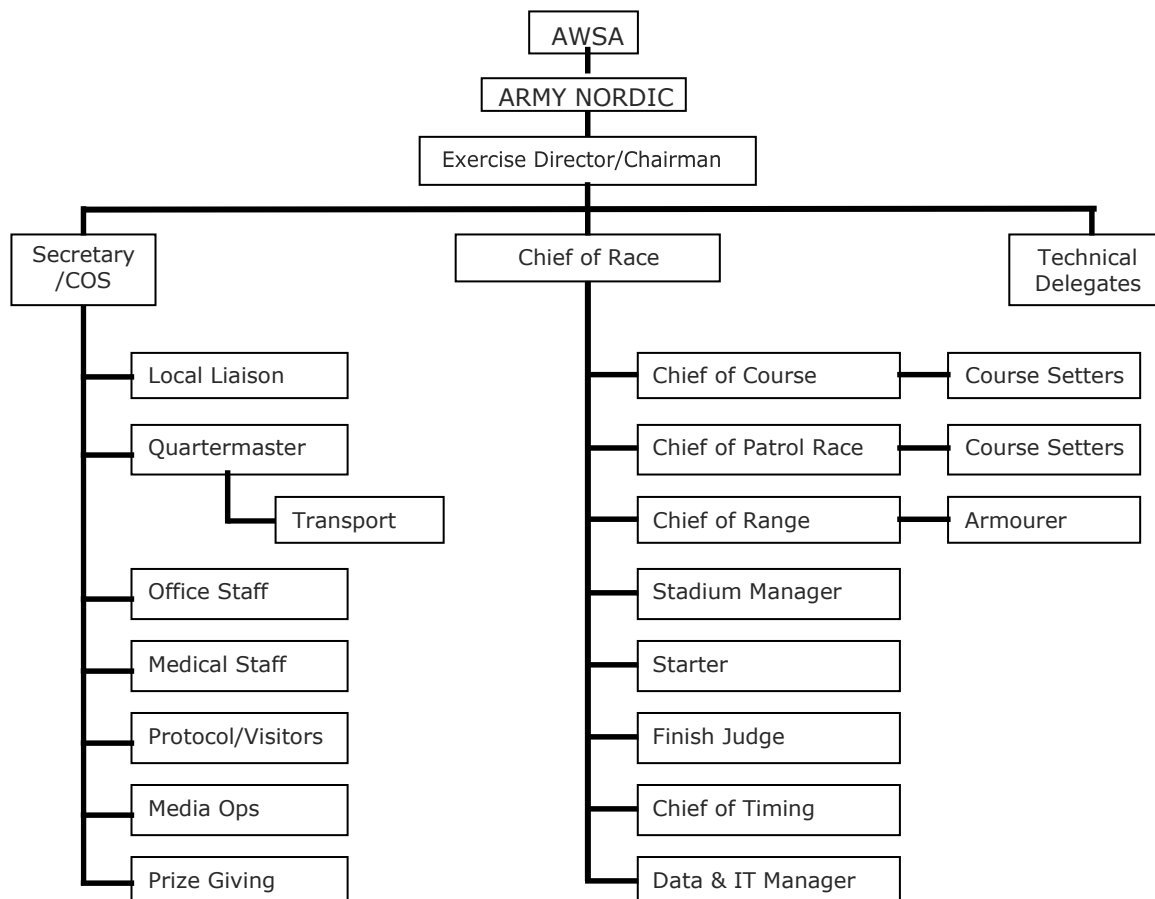 AWSA
ARMY NORDIC
Exercise Director/Chairman
Secretary
/COS
Chief of Race
Technical
Delegates
Local Liaison
Chief of Course
Course Setters
Quartermaster
Chief of Patrol Race
Course Setters
Transport
Chief of Range
Armourer
Office Staff
Stadium Manager
Medical Staff
Starter
Protocol/Visitors
Finish Judge
Media Ops
Chief of Timing
Prize Giving
Data & IT Manager